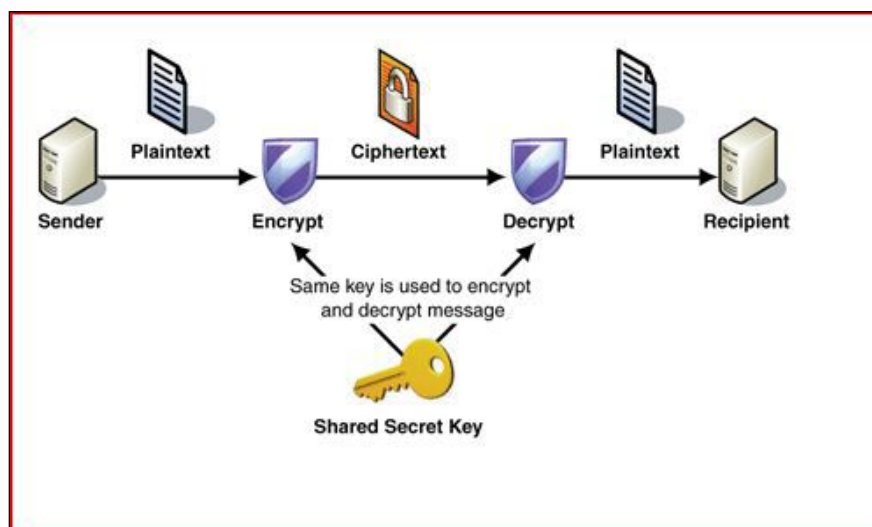 Plaintext
Ciphertext
Plaintext
Sender
Encrypt
Decrypt
Recipient
Same key is used to encrypt
and decrypt message
Shared Secret Key